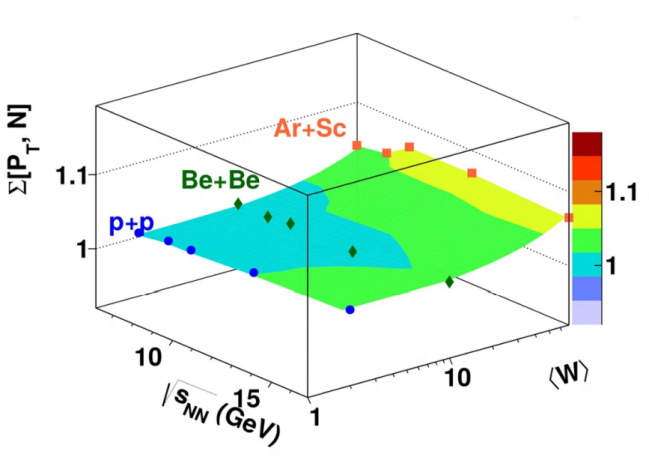 Σ[P_T, N]
Ar+Sc
Be+Be
p+p
1.1
1
1.1
1
10
15
√s_NN (GeV)
1
10
⟨W⟩